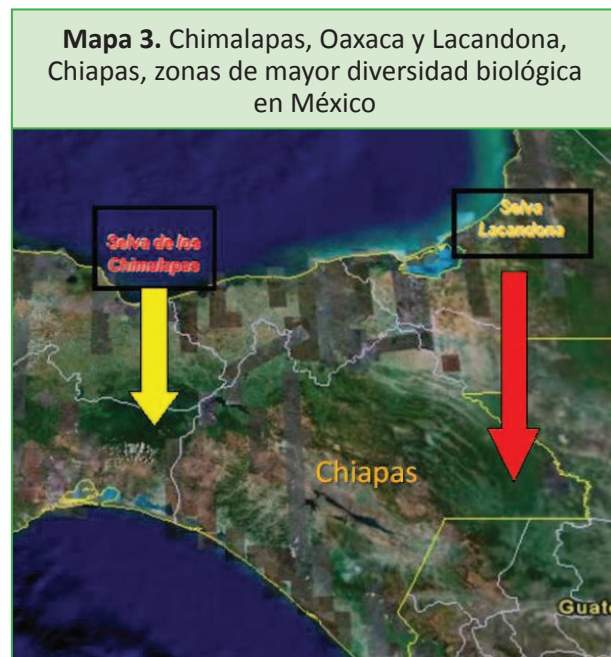 Mapa 3. Chimalapas, Oaxaca y Lacandona,
Chiapas, zonas de mayor diversidad biológica
en México
Selva de los
Chimalapas
Selva
Lacandona
Chiapas
Guate